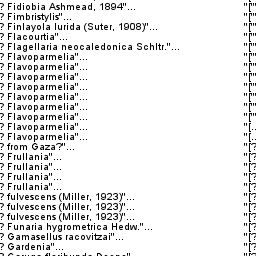 ? Fidiobia Ashmead, 1894"... "[
? Fimbristylis"... "[?
? Finlayola lurida (Suter, 1908)"... "[?
? Flacourtia"... "[?
? Flagellaria neocaledonica Schltr."... "[?
? Flavoparmelia"... "[?
? Flavoparmelia"... "[?
? Flavoparmelia"... "[?
? Flavoparmelia"... "[?
? Flavoparmelia"... "[?
? Flavoparmelia"... "[?
? Flavoparmelia"... "[..
? Flavoparmelia"... "[..
? from Gaza?"... "[?
? Frullania"... "[?
? Frullania"... "[?
? Frullania"... "[?
? Frullania"... "[?
? fulvescens (Miller, 1923)"... "[?
? fulvescens (Miller, 1923)"... "[?
? fulvescens (Miller, 1923)"... "[?
? Funaria hygrometrica Hedw."... "[?
? Gamasellus racovitzai"... "[?
? Gardenia"... "[?